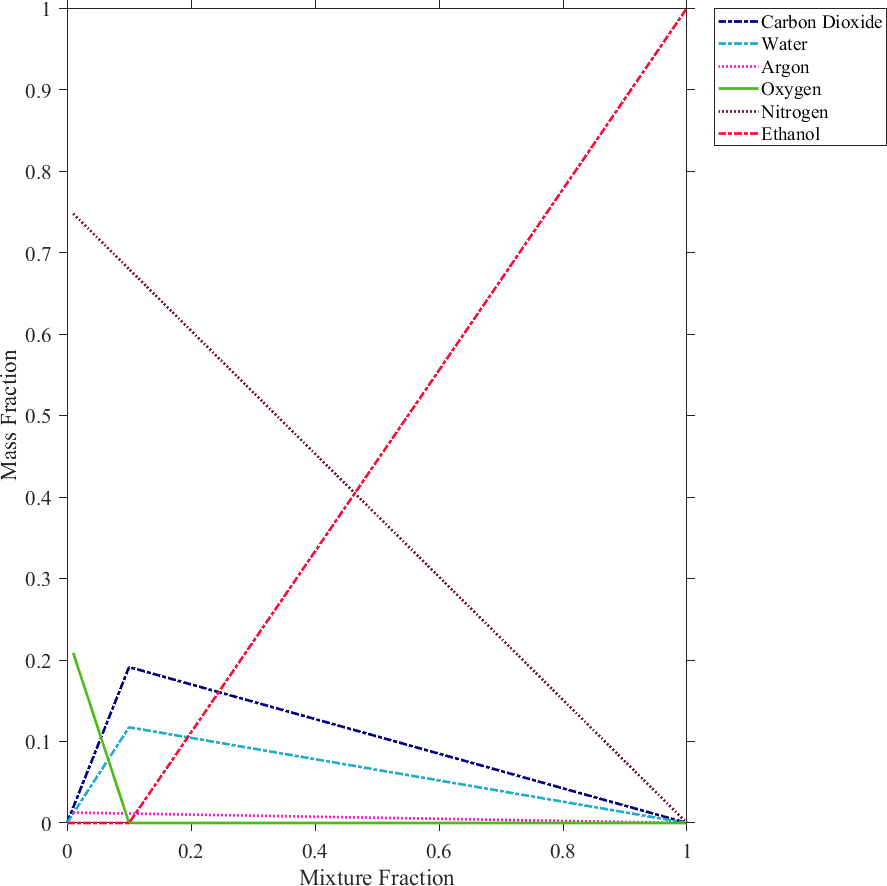 1
0.9
0.8
0.7
0.6
0.5
0.4
0.3
0.2
0.1
0
Mass Fraction
0
0.2
0.4
0.6
0.8
1
Mixture Fraction
Carbon Dioxide
Water
Argon
Oxygen
Nitrogen
Ethanol